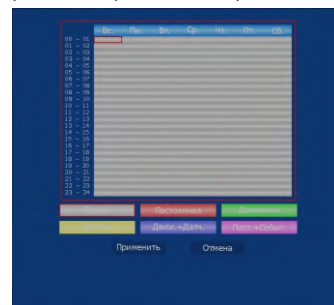 Вс. Пн. Вт. Ср. Чт. Пт. Сб.
00 - 01
01 - 02
02 - 03
03 - 04
04 - 05
05 - 06
06 - 07
07 - 08
08 - 09
09 - 10
10 - 11
11 - 12
12 - 13
13 - 14
14 - 15
15 - 16
16 - 17
17 - 18
18 - 19
19 - 20
20 - 21
21 - 22
22 - 23
23 - 24
Постоянная Движение
Движ.+Датч. Пост.+Событ.
Применить Отмена